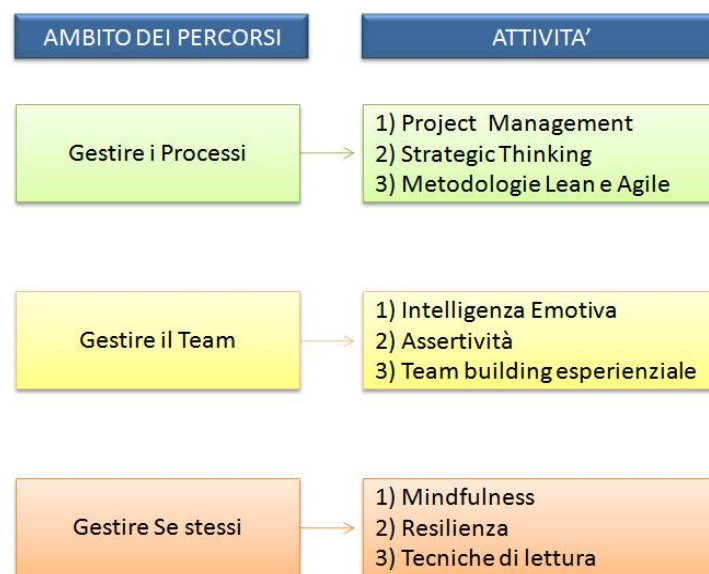 AMBITO DEI PERCORSI
ATTIVITA’
Gestire i Processi
1) Project Management
2) Strategic Thinking
3) Metodologie Lean e Agile
Gestire il Team
1) Intelligenza Emotiva
2) Assertività
3) Team building esperienziale
Gestire Se stessi
1) Mindfulness
2) Resilienza
3) Tecniche di lettura